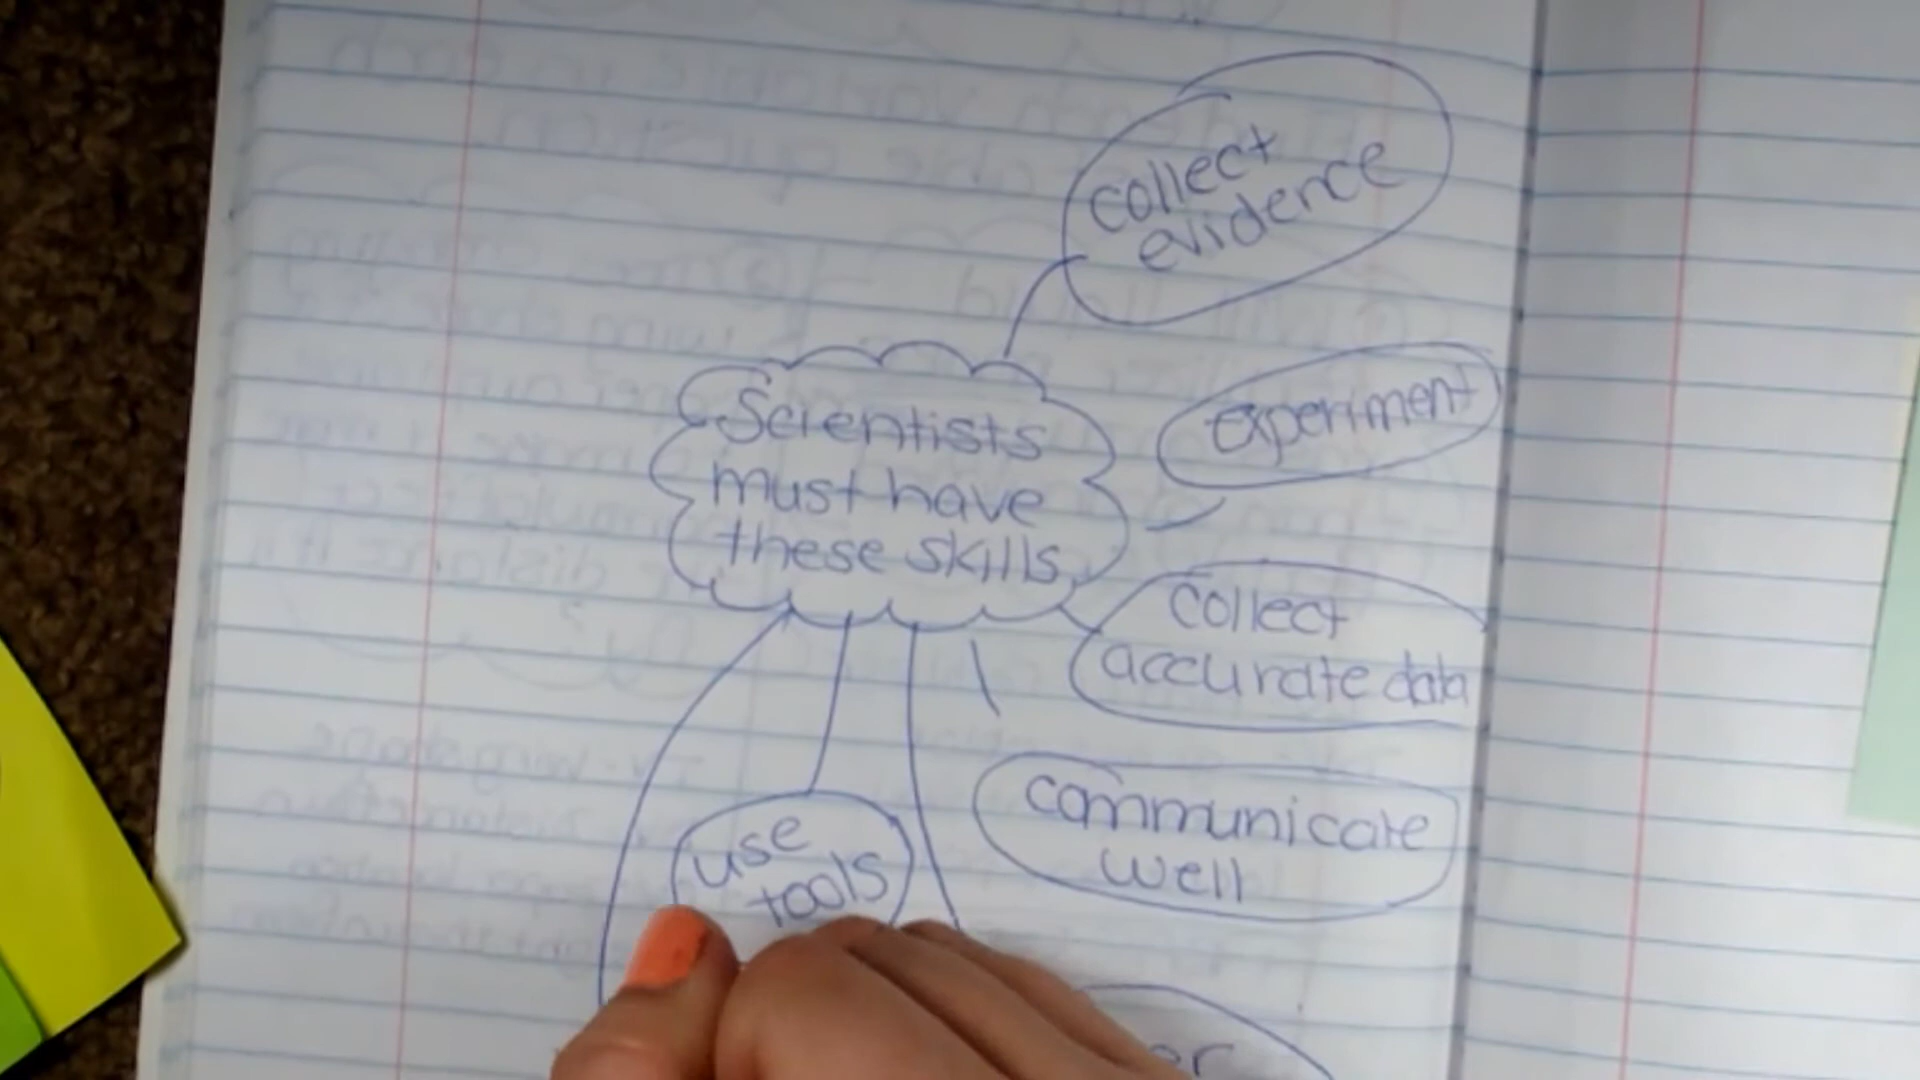 collect
evidence
Scientists
must have
these skills
experiment
collect
accurate data
communicate
well
use
tools